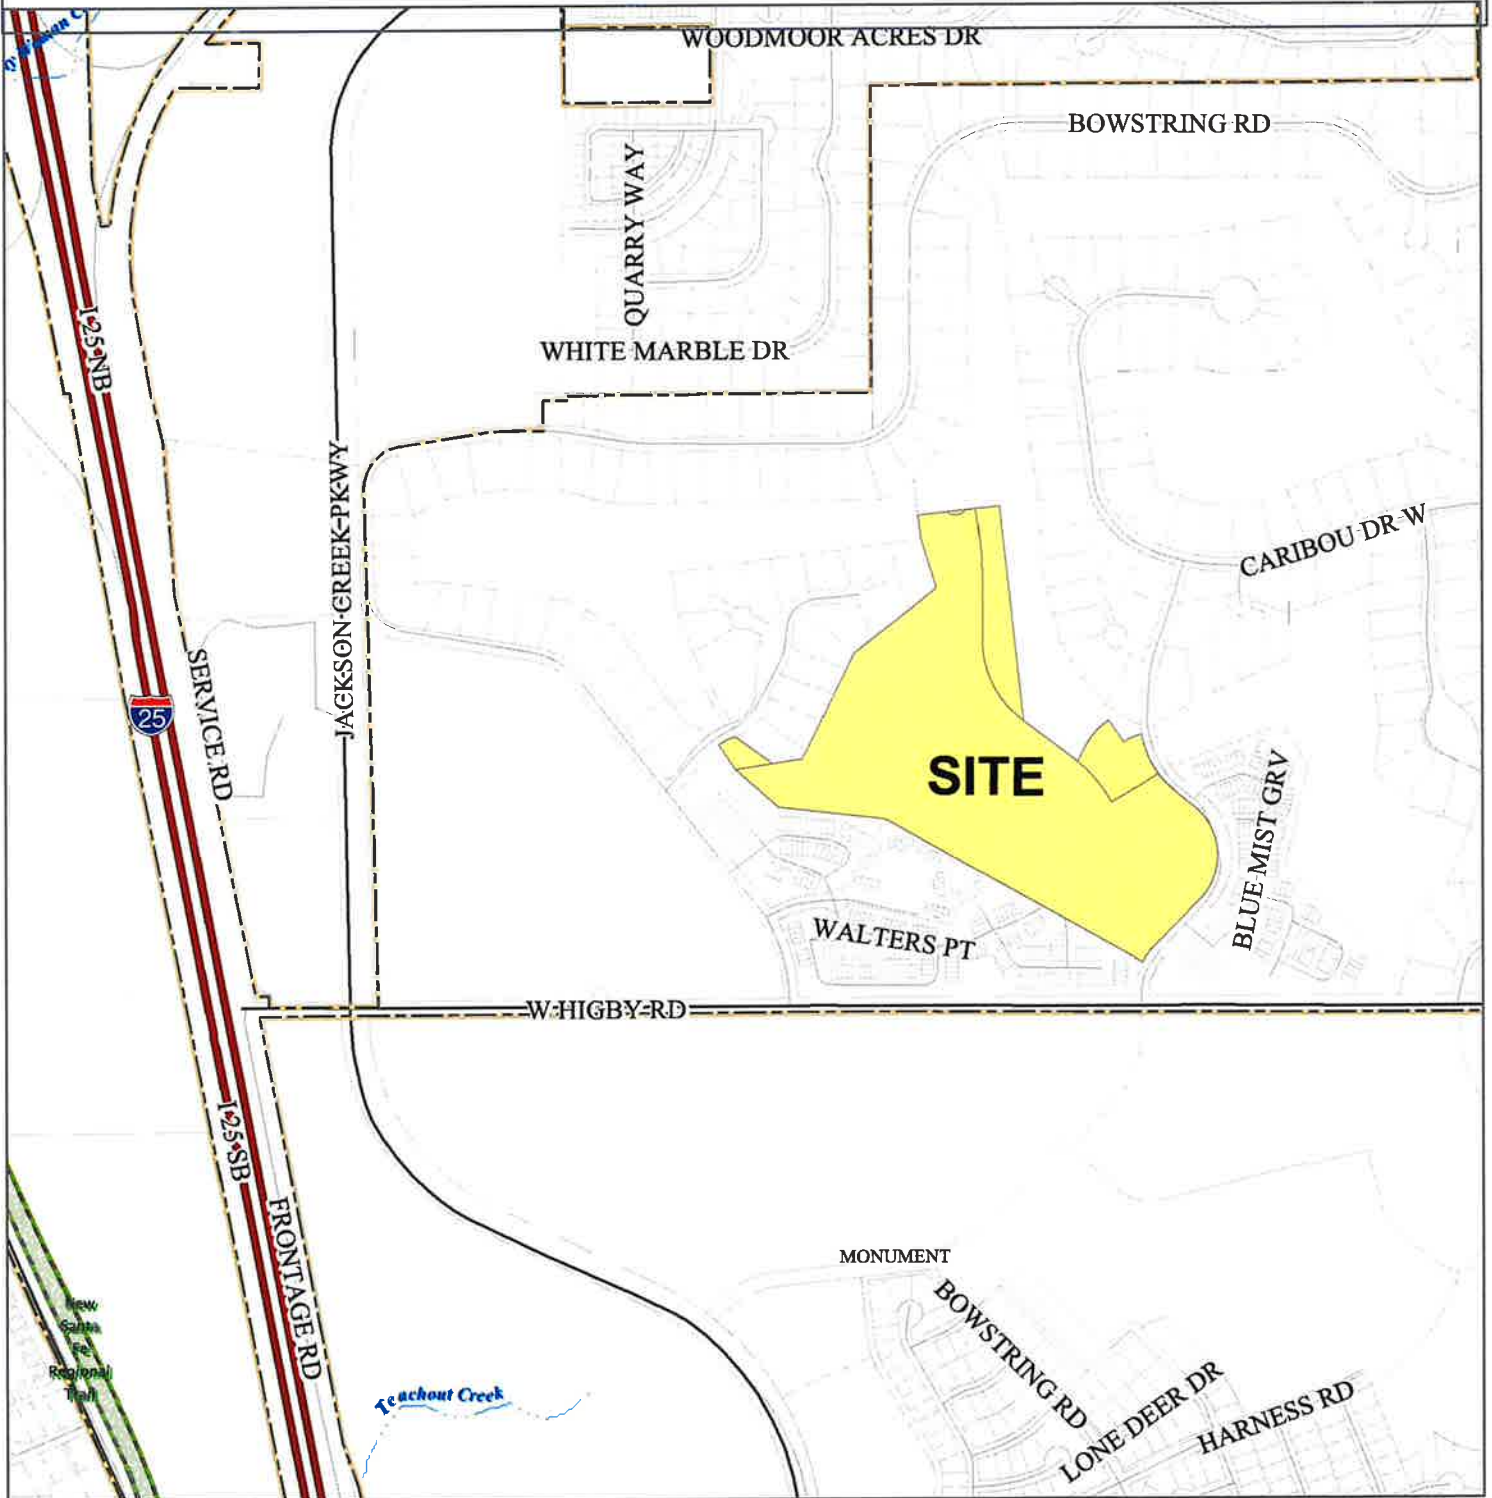 WOODMOOR ACRES DR
BOWSTRING RD
QUARRY WAY
I-25 NB
WHITE MARBLE DR
JACKSON CREEK PKWY
CARIBOU DR W
SERVICE RD
25
SITE
BLUE MIST GRV
WALTERS PT
W HIGBY RD
I-25 SB
FRONTAGE RD
MONUMENT
BOWSTRING RD
New
Santa
Fe
Regional
Trail
Teachout Creek
LONE DEER DR
HARNESS RD